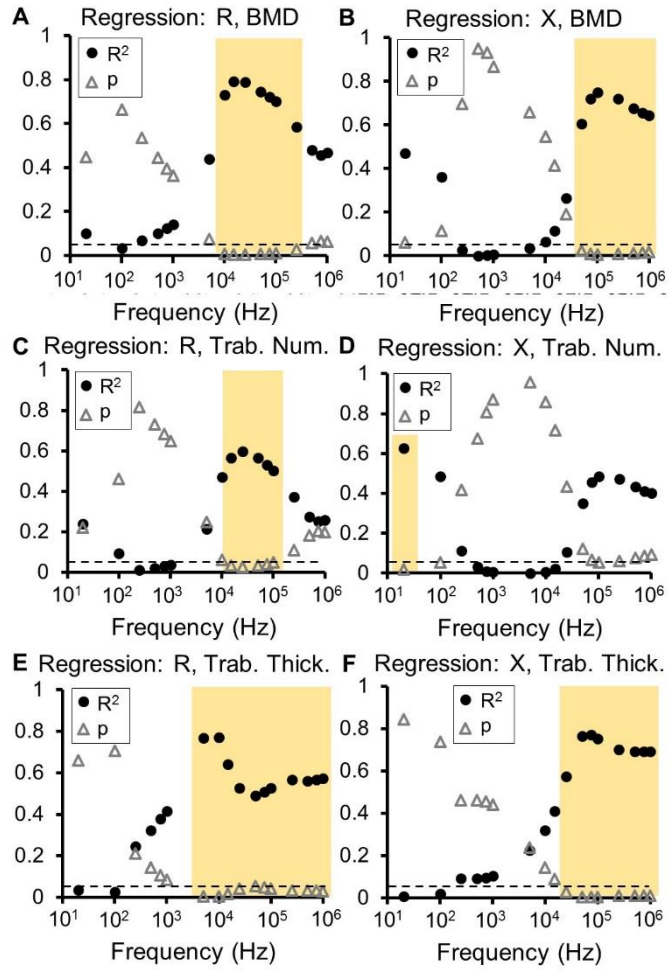 A Regression: R, BMD
1
0.8
0.6
0.4
0.2
0
R²
p
10¹ 10² 10³ 10⁴ 10⁵ 10⁶
Frequency (Hz)
B Regression: X, BMD
1
0.8
0.6
0.4
0.2
0
R²
p
10¹ 10² 10³ 10⁴ 10⁵ 10⁶
Frequency (Hz)
C Regression: R, Trab. Num.
1
0.8
0.6
0.4
0.2
0
R²
p
10¹ 10² 10³ 10⁴ 10⁵ 10⁶
Frequency (Hz)
D Regression: X, Trab. Num.
1
0.8
0.6
0.4
0.2
0
R²
p
10¹ 10² 10³ 10⁴ 10⁵ 10⁶
Frequency (Hz)
E Regression: R, Trab. Thick.
1
0.8
0.6
0.4
0.2
0
R²
p
10¹ 10² 10³ 10⁴ 10⁵ 10⁶
Frequency (Hz)
F Regression: X, Trab. Thick.
1
0.8
0.6
0.4
0.2
0
R²
p
10¹ 10² 10³ 10⁴ 10⁵ 10⁶
Frequency (Hz)